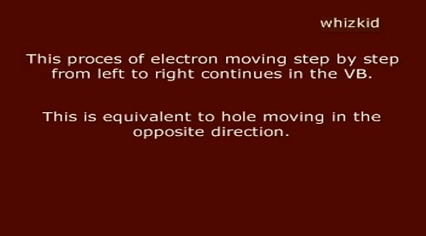 whizkid
This proces of electron moving step by step
from left to right continues in the VB.
This is equivalent to hole moving in the
opposite direction.